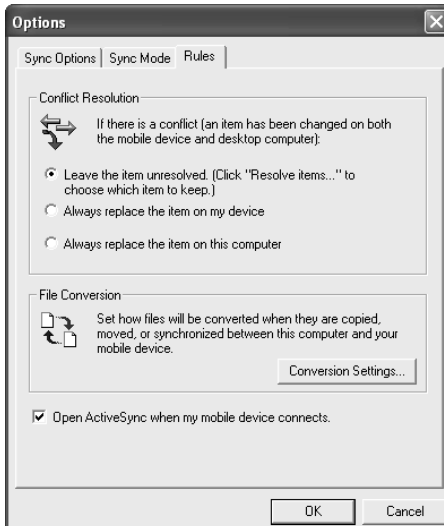 Options
Sync Options Sync Mode Rules
Conflict Resolution
If there is a conflict (an item has been changed on both
the mobile device and desktop computer):
Leave the item unresolved. (Click "Resolve items..." to
choose which item to keep.)
Always replace the item on my device
Always replace the item on this computer
File Conversion
Set how files will be converted when they are copied,
moved, or synchronized between this computer and your
mobile device.
Conversion Settings...
Open ActiveSync when my mobile device connects.
OK Cancel